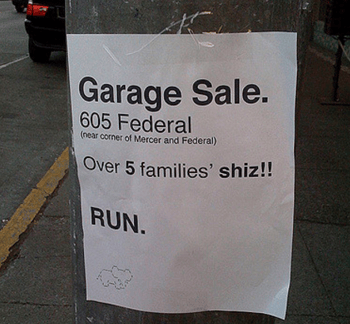 Garage Sale.
605 Federal
(near corner of Mercer and Federal)
Over 5 families' shiz!!
RUN.